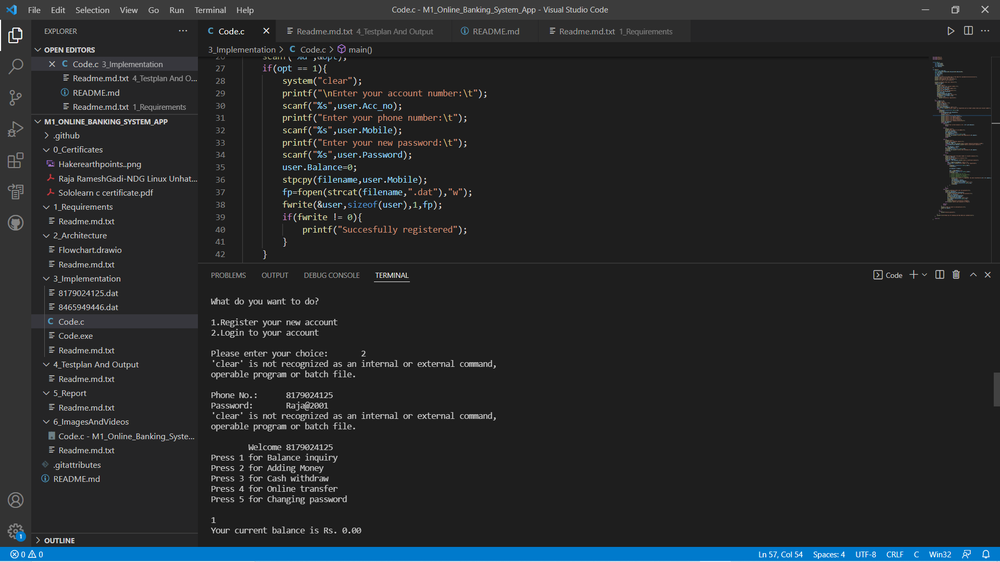 File Edit Selection View Go Run Terminal Help
Code.c - M1_Online_Banking_System_App - Visual Studio Code
EXPLORER
OPEN EDITORS
Code.c 3_Implementation
Readme.md.txt 4_Testplan And O...
README.md
Readme.md.txt 1_Requirements
M1_ONLINE_BANKING_SYSTEM_APP
.github
0_Certificates
Hakerearthpoints..png
Raja RameshGadi-NDG Linux Unhat...
Sololearn c certificate.pdf
1_Requirements
Readme.md.txt
2_Architecture
Flowchart.drawio
Readme.md.txt
3_Implementation
8179024125.dat
8465949446.dat
Code.c
Code.exe
Readme.md.txt
4_Testplan And Output
Readme.md.txt
5_Report
Readme.md.txt
6_ImagesAndVideos
Code.c - M1_Online_Banking_Syste...
Readme.md.txt
.gitattributes
README.md
OUTLINE
1
Code.c
Readme.md.txt 4_Testplan And Output
README.md
Readme.md.txt 1_Requirements
3_Implementation > Code.c > main()
26 scanf("%d",&opt);
27 if(opt == 1){
28 system("clear");
29 printf("\nEnter your account number:\t");
30 scanf("%s",user.Acc_no);
31 printf("Enter your phone number:\t");
32 scanf("%s",user.Mobile);
33 printf("Enter your new password:\t");
34 scanf("%s",user.Password);
35 user.Balance=0;
36 stpcpy(filename,user.Mobile);
37 fp=fopen(strcat(filename,".dat"),"w");
38 fwrite(&user,sizeof(user),1,fp);
39 if(fwrite != 0){
40 printf("Succesfully registered");
41 }
42 }
PROBLEMS OUTPUT DEBUG CONSOLE TERMINAL
Code
What do you want to do?
1.Register your new account
2.Login to your account
Please enter your choice: 2
'clear' is not recognized as an internal or external command,
operable program or batch file.
Phone No.: 8179024125
Password: Raja@2001
'clear' is not recognized as an internal or external command,
operable program or batch file.
Welcome 8179024125
Press 1 for Balance inquiry
Press 2 for Adding Money
Press 3 for Cash withdraw
Press 4 for Online transfer
Press 5 for Changing password
1
Your current balance is Rs. 0.00
0 0
Ln 57, Col 54 Spaces: 4 UTF-8 CRLF C Win32